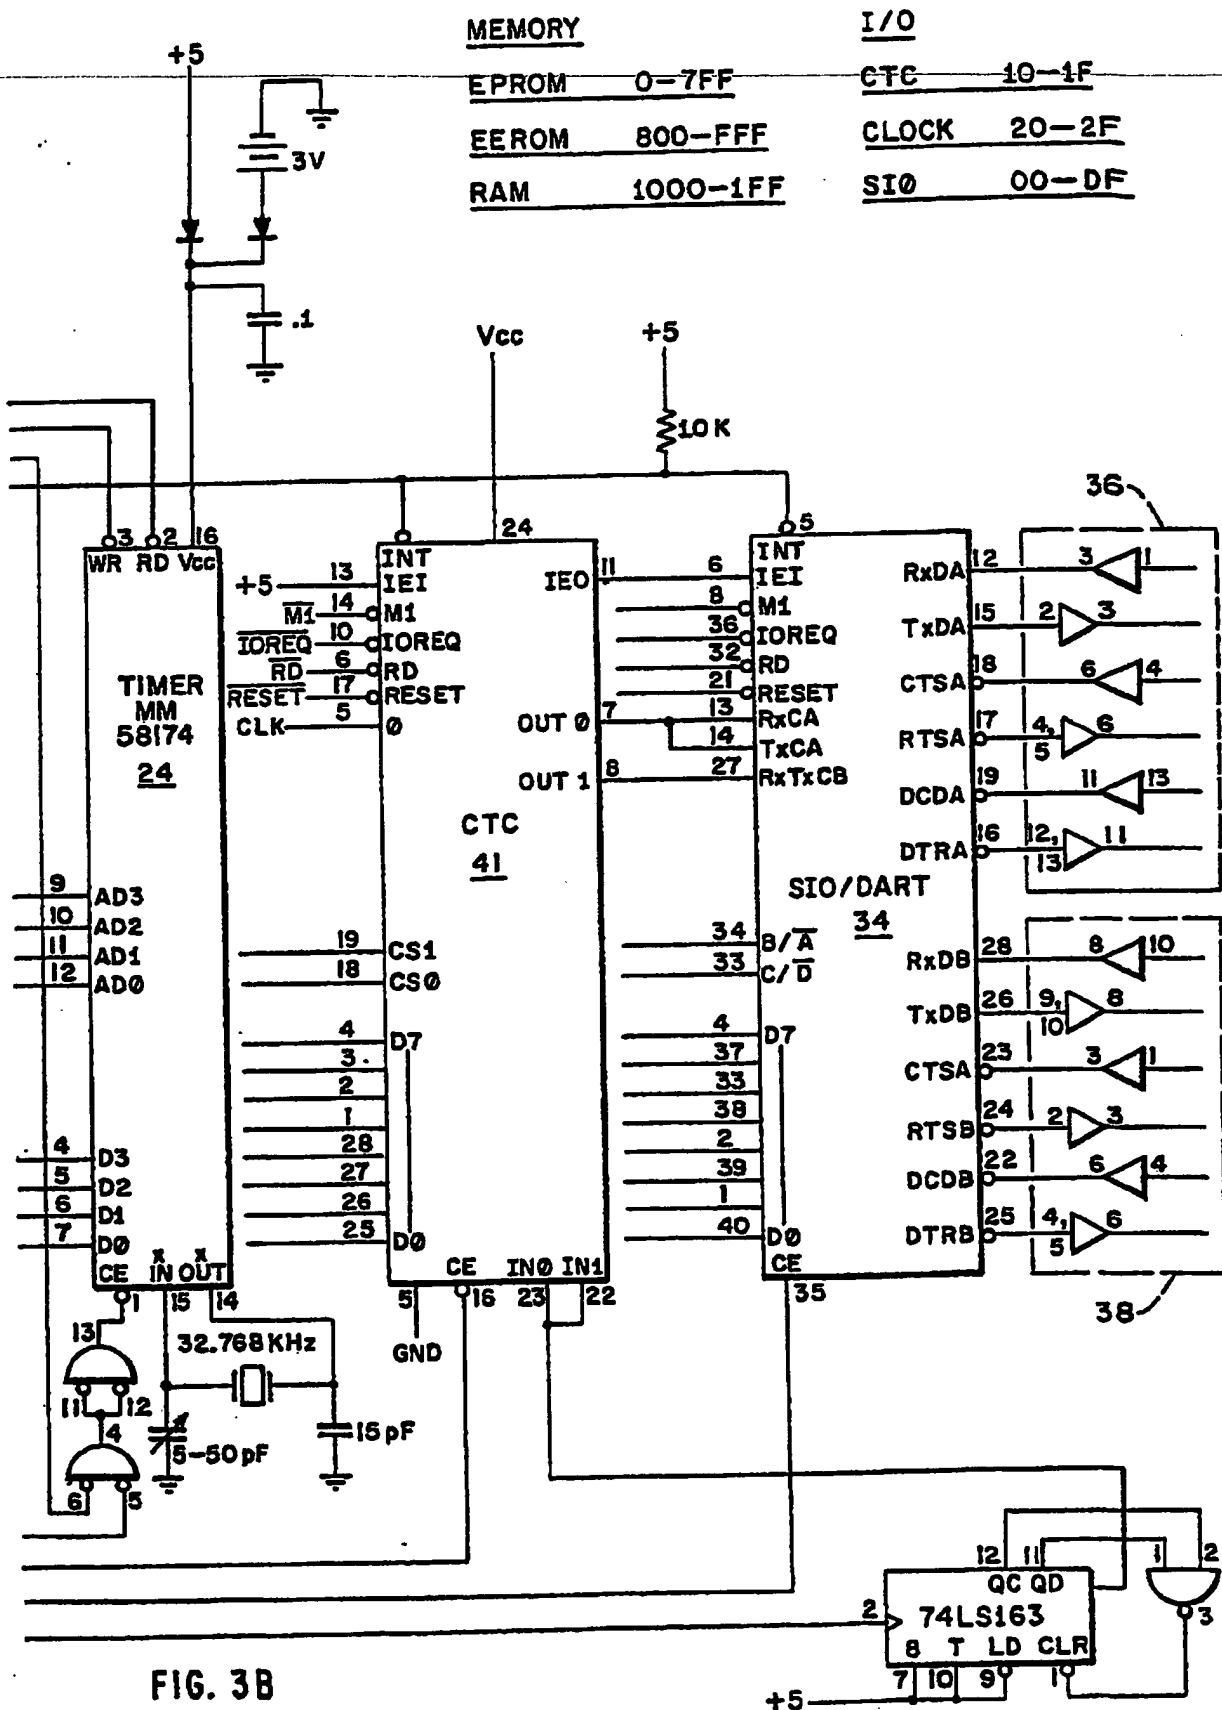 MEMORY
EPROM 0-7FF
EEROM 800-FFF
RAM 1000-1FF
I/O
CTC 10-1F
CLOCK 20-2F
SIØ 00-DF
+5
3V
.1
Vcc
+5
10K
3 2 16
WR RD Vcc
TIMER
MM
58174
24
9 AD3
10 AD2
11 AD1
12 AD0
4 D3
5 D2
6 D1
7 DØ
X X
CE IN OUT
1 15 14
13
11 12
4
6 5
32.768KHz
5-50pF
15pF
24
INT
+5 13 IEI
M1 14 M1
IOREQ 10 IOREQ
RD 6 RD
RESET 17 RESET
CLK 5 Ø
IEO 11
OUT Ø 7
OUT 1 8
CTC
41
19 CS1
18 CSØ
4 D7
3
2
1
28
27
26
25 DØ
CE INØ IN1
5 16 23 22
GND
5
INT
6 IEI
8 M1
36 IOREQ
32 RD
21 RESET
13 RxCA
14 TxCA
27 RxTxCB
SIO/DART
34
34 B/A
33 C/D
4 D7
37
33
38
2
39
1
40 DØ
CE
35
RxDA 12
TxDA 15
CTSA 18
RTSA 17
DCDA 19
DTRA 16
RxDB 28
TxDB 26
CTSA 23
RTSB 24
DCDB 22
DTRB 25
36
3 1
2 3
6 4
4, 5 6
11 13
12, 13 11
8 10
9, 10 8
3 1
2 3
6 4
4, 5 6
38
12 11
QC QD
2 74LS163
8 T LD CLR
7 10 9 1
+5
1 2
3
FIG. 3B